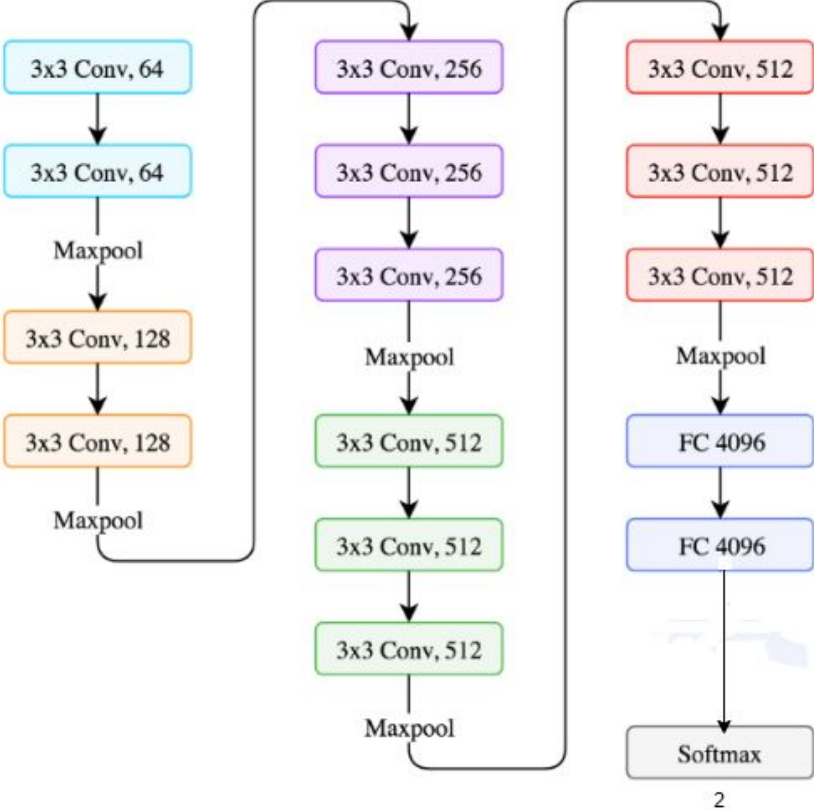 3x3 Conv, 64
3x3 Conv, 64
Maxpool
3x3 Conv, 128
3x3 Conv, 128
Maxpool
3x3 Conv, 256
3x3 Conv, 256
3x3 Conv, 256
Maxpool
3x3 Conv, 512
3x3 Conv, 512
3x3 Conv, 512
Maxpool
3x3 Conv, 512
3x3 Conv, 512
3x3 Conv, 512
Maxpool
FC 4096
FC 4096
Softmax
2